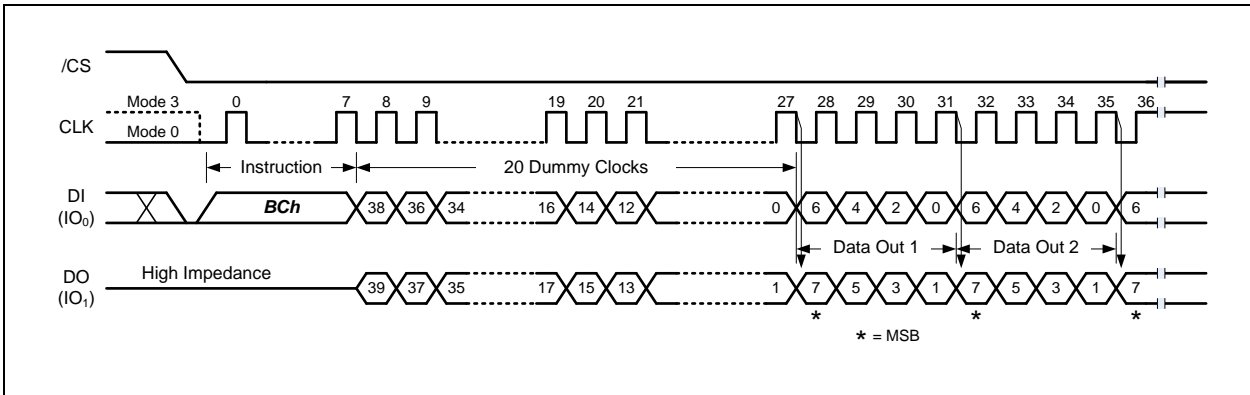 /CS
Mode 3 0 7 8 9 19 20 21 27 28 29 30 31 32 33 34 35 36
CLK
Mode 0
Instruction 20 Dummy Clocks
DI
(IO0)
BCh 38 36 34 16 14 12 0 6 4 2 0 6 4 2 0 6
Data Out 1 Data Out 2
DO
(IO1)
High Impedance 39 37 35 17 15 13 1 7 5 3 1 7 5 3 1 7
* * *
* = MSB